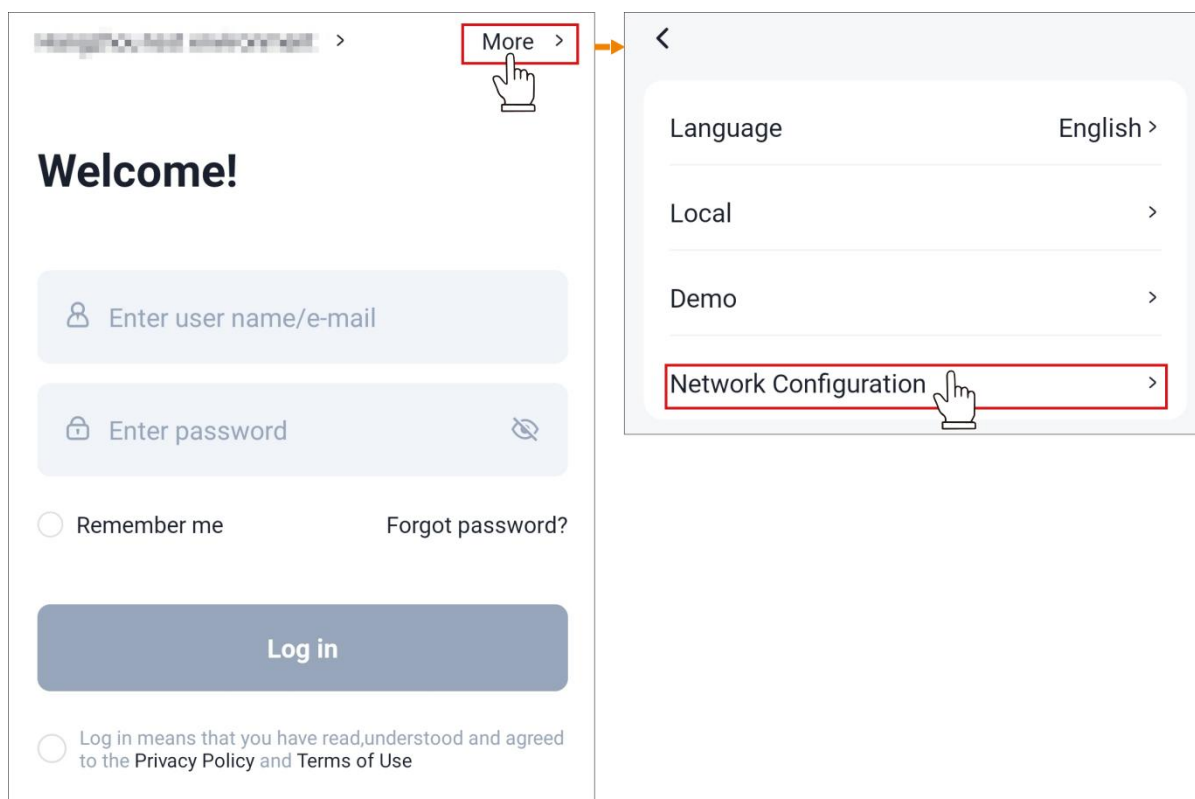 More >
Welcome!
Enter user name/e-mail
Enter password
Remember me
Forgot password?
Log in
Log in means that you have read,understood and agreed
to the Privacy Policy and Terms of Use
Language
English >
Local >
Demo >
Network Configuration >